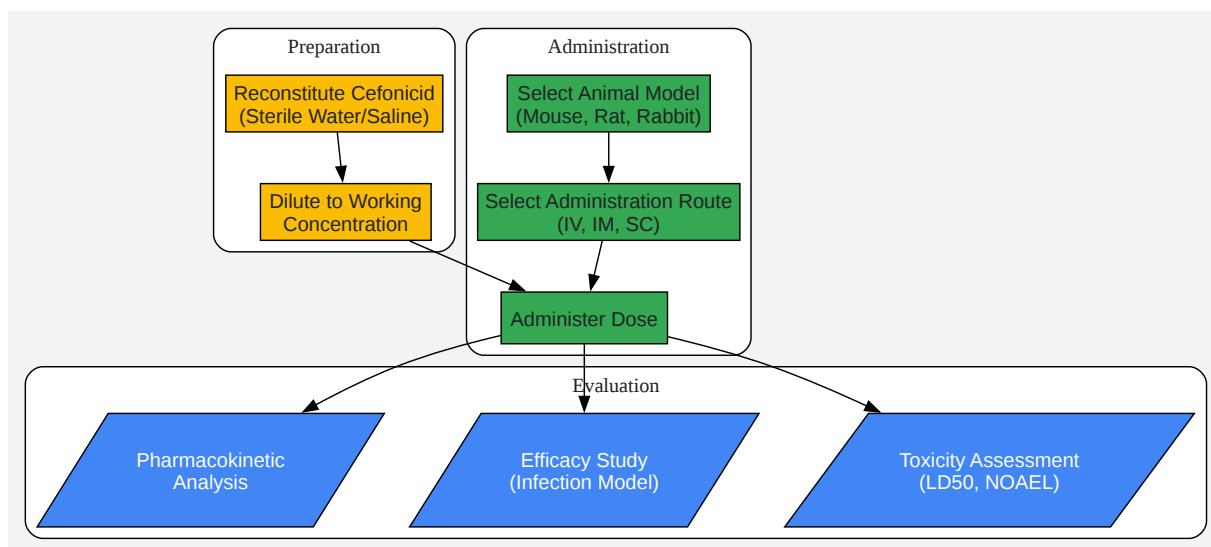 Preparation
Reconstitute Cefonicid
(Sterile Water/Saline)
Dilute to Working
Concentration
Administration
Select Animal Model
(Mouse, Rat, Rabbit)
Select Administration Route
(IV, IM, SC)
Administer Dose
Evaluation
Pharmacokinetic
Analysis
Efficacy Study
(Infection Model)
Toxicity Assessment
(LD50, NOAEL)